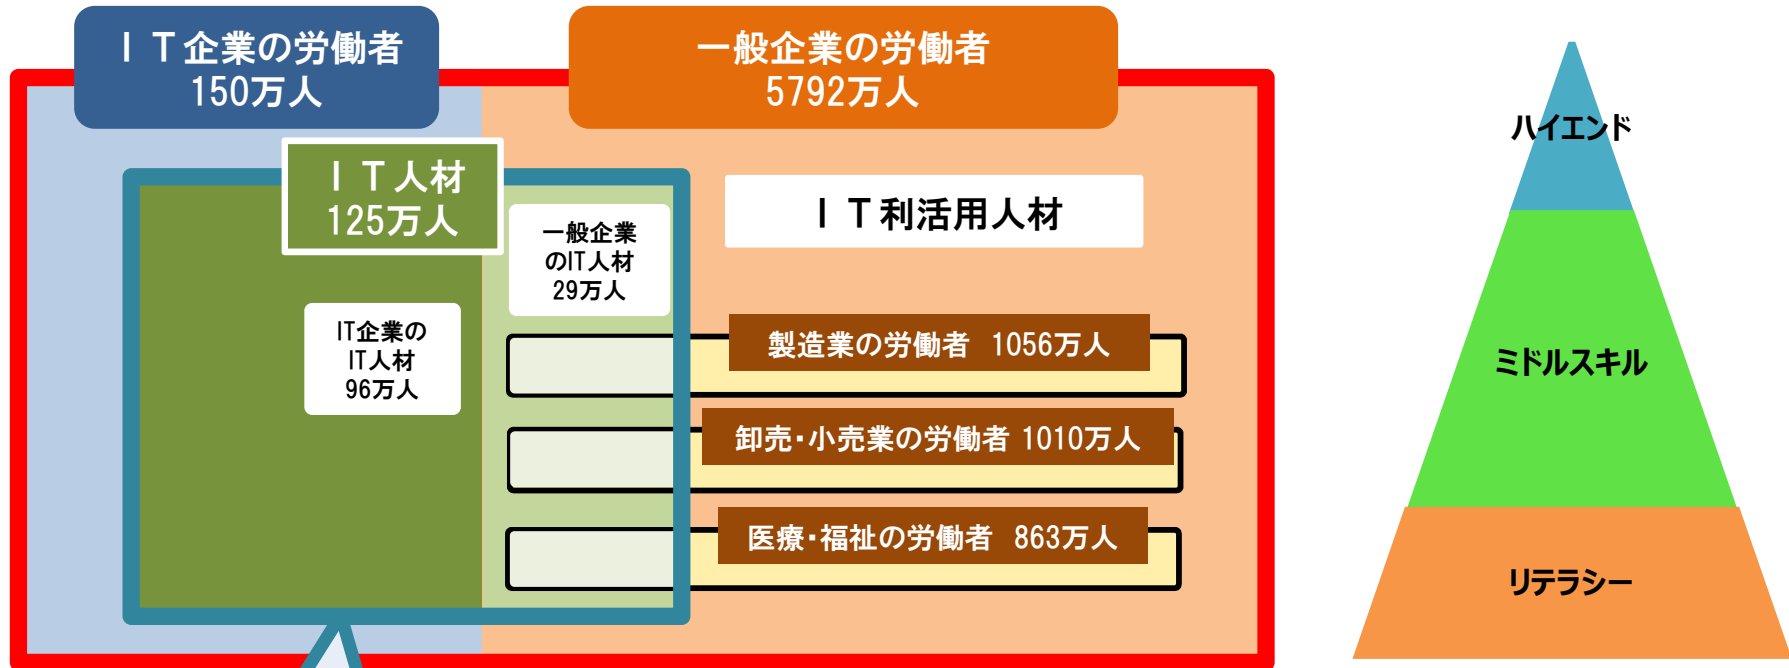 ＩＴ企業の労働者
150万人
一般企業の労働者
5792万人
ＩＴ人材
125万人
一般企業
のIT人材
29万人
ＩＴ利活用人材
IT企業の
IT人材
96万人
製造業の労働者 1056万人
卸売・小売業の労働者 1010万人
医療・福祉の労働者 863万人
ハイエンド
ミドルスキル
リテラシー